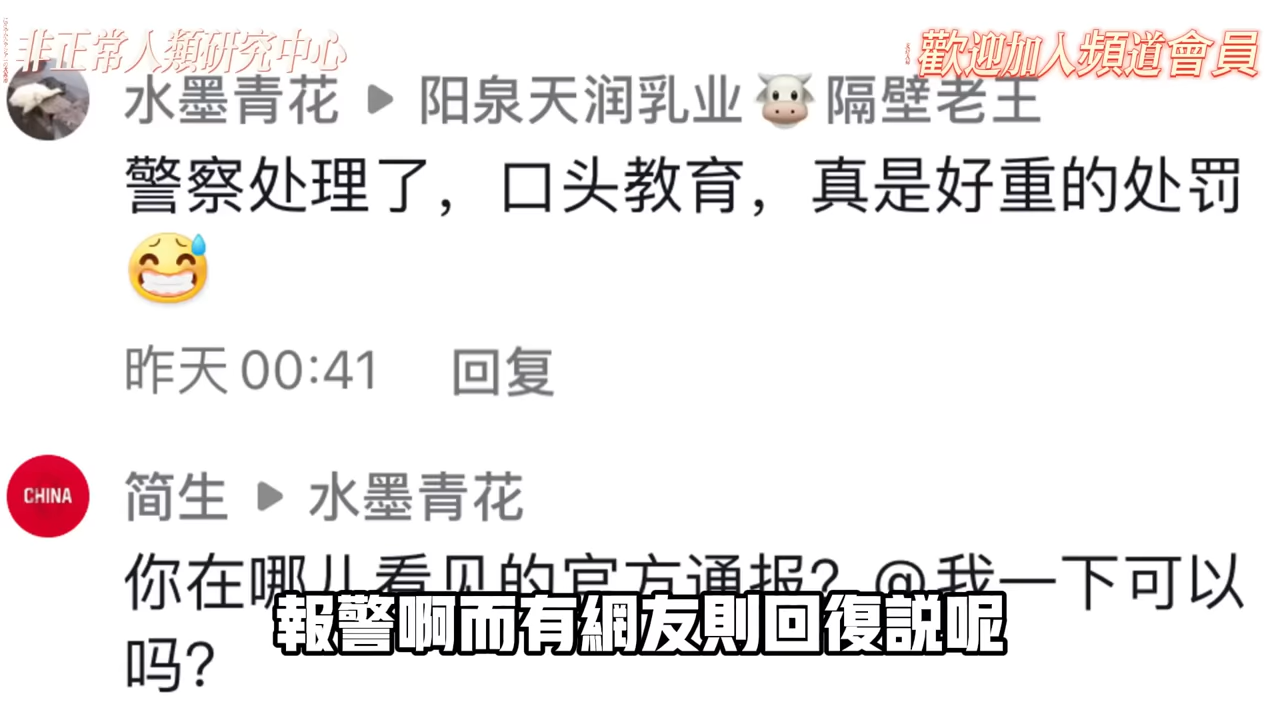 非正常人類研究中心
歡迎加入頻道會員
水墨青花 ▶ 阳泉天润乳业🐮隔壁老王
警察处理了，口头教育，真是好重的处罚
😅
昨天00:41 回复
CHINA
简生 ▶ 水墨青花
你在哪儿看见的官方通报？@我一下可以
吗？
報警啊而有網友則回復説呢